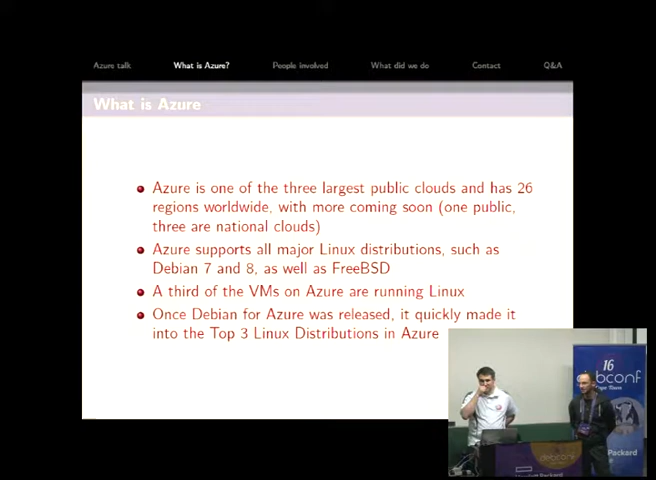 Azure talk
What is Azure?
People involved
What did we do
Contact
Q&A
What is Azure
Azure is one of the three largest public clouds and has 26
regions worldwide, with more coming soon (one public,
three are national clouds)
Azure supports all major Linux distributions, such as
Debian 7 and 8, as well as FreeBSD
A third of the VMs on Azure are running Linux
Once Debian for Azure was released, it quickly made it
into the Top 3 Linux Distributions in Azure
16
debconf
Packard
debconf